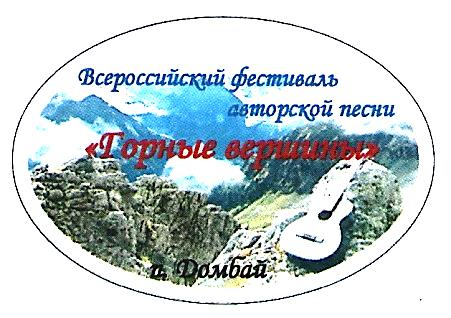 Всероссийский фестиваль
авторской песни
«Горные вершины»
п. Домбай